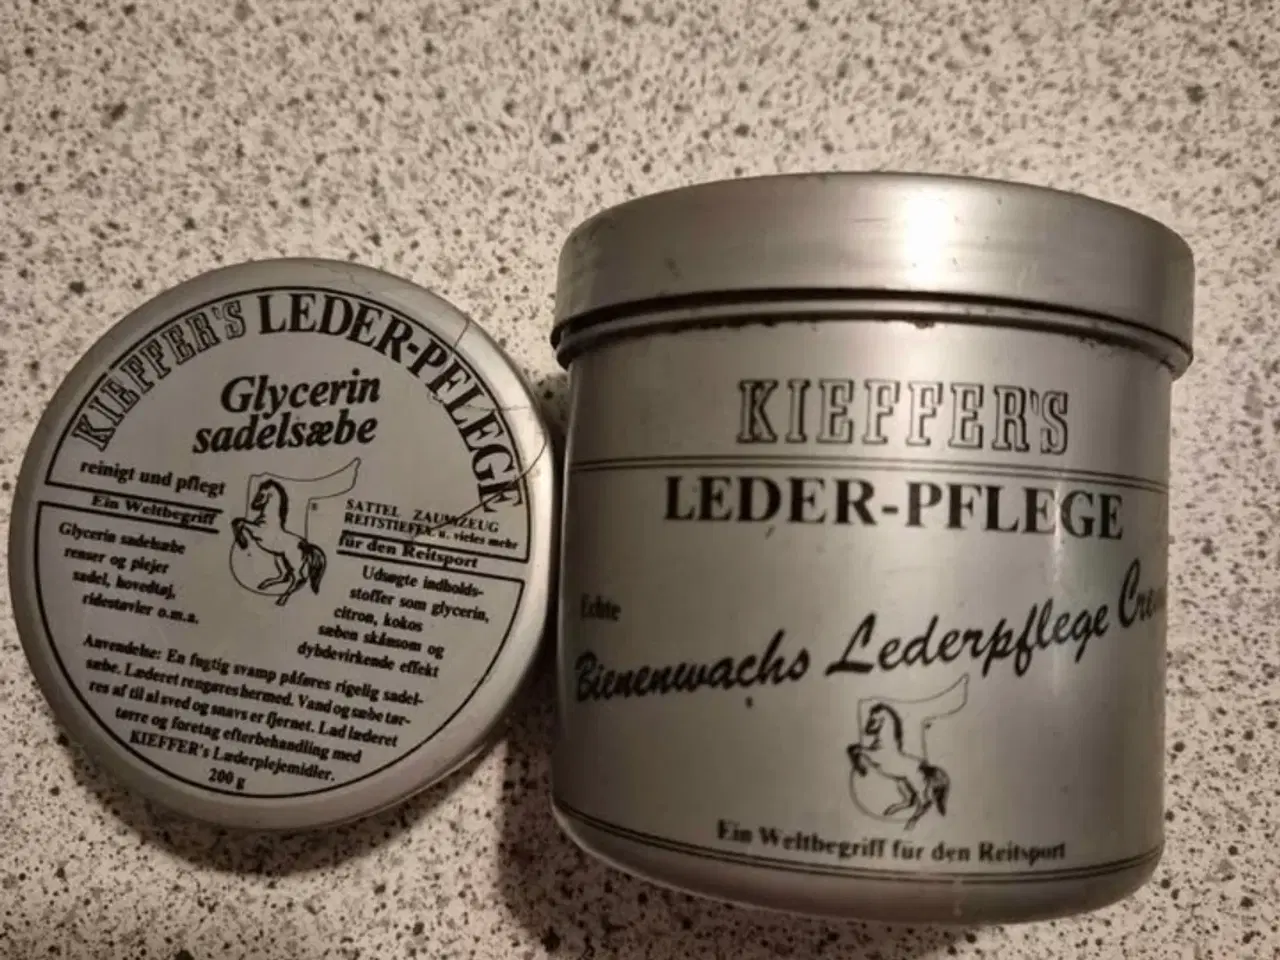 KIEFFER'S LEDER-PFLEGE
Glycerin
sadelsæbe
reinigt und pflegt
SATTEL ZAUMZEUG
REITSTIEFEL u. vieles mehr
Ein Weltbegriff
für den Reitsport
Glycerin sadelsæbe
renser og plejer
sadel, hovedtøj,
ridestøvler o.m.a.
Udsøgte indholds-
stoffer som glycerin,
citron, kokos
sæben skånsom og
dybdevirkende effekt
Anvendelse: En fugtig svamp påføres rigelig sadel-
sæbe. Læderet rengøres hermed. Vand og sæbe tør-
res af til al sved og snavs er fjernet. Lad læderet
tørre og foretag efterbehandling med
KIEFFER's Læderplejemidler.
200 g
KIEFFER'S
LEDER-PFLEGE
Echte
Bienenwachs Lederpflege
Ein Weltbegriff für den Reitsport